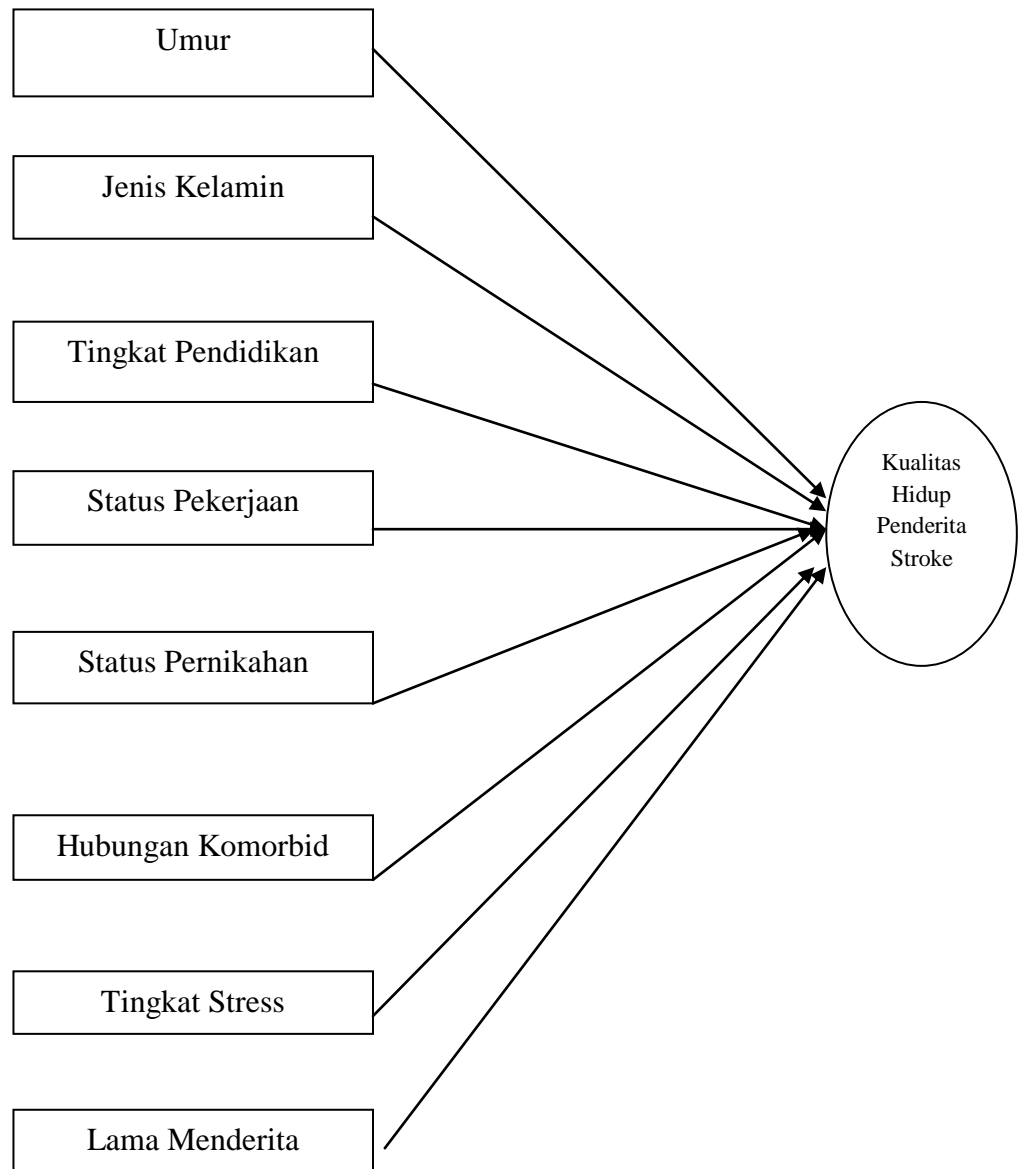 Umur
Jenis Kelamin
Tingkat Pendidikan
Status Pekerjaan
Status Pernikahan
Hubungan Komorbid
Tingkat Stress
Lama Menderita
Kualitas
Hidup
Penderita
Stroke